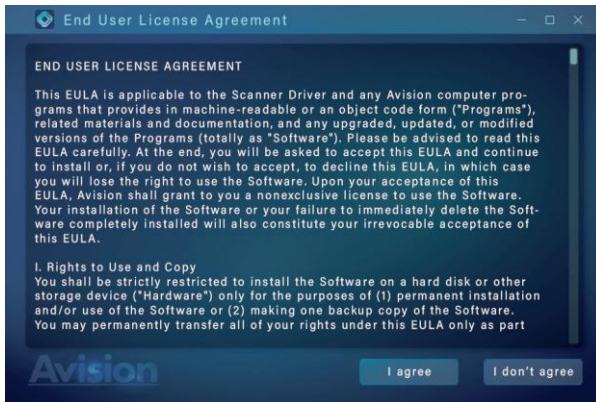 End User License Agreement
END USER LICENSE AGREEMENT
This EULA is applicable to the Scanner Driver and any Avision computer pro-
grams that provides in machine-readable or an object code form ("Programs"),
related materials and documentation, and any upgraded, updated, or modified
versions of the Programs (totally as "Software"). Please be advised to read this
EULA carefully. At the end, you will be asked to accept this EULA and continue
to install or, if you do not wish to accept, to decline this EULA, in which case
you will lose the right to use the Software. Upon your acceptance of this
EULA, Avision shall grant to you a nonexclusive license to use the Software.
Your installation of the Software or your failure to immediately delete the Soft-
ware completely installed will also constitute your irrevocable acceptance of
this EULA.
I. Rights to Use and Copy
You shall be strictly restricted to install the Software on a hard disk or other
storage device ("Hardware") only for the purposes of (1) permanent installation
and/or use of the Software or (2) making one backup copy of the Software.
You may permanently transfer all of your rights under this EULA only as part
Avision
I agree
I don't agree